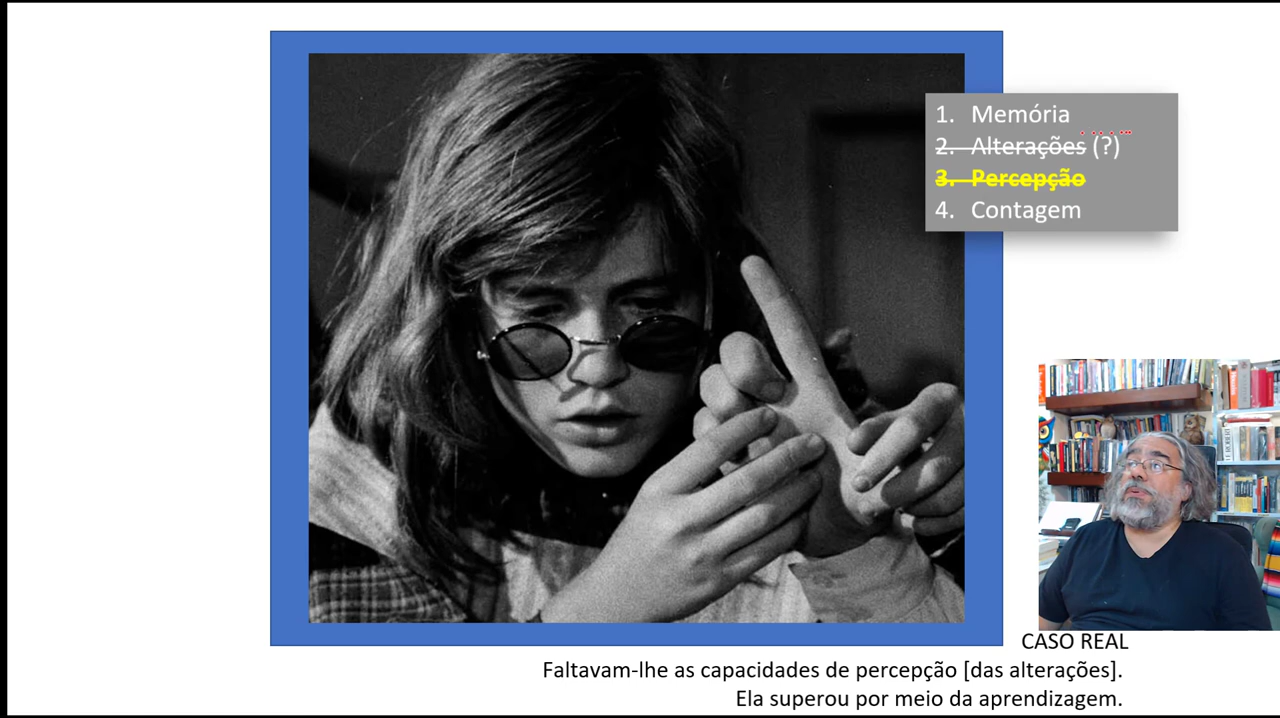 1. Memória
2. Alterações (?)
3. Percepção
4. Contagem
CASO REAL
Faltavam-lhe as capacidades de percepção [das alterações].
Ela superou por meio da aprendizagem.